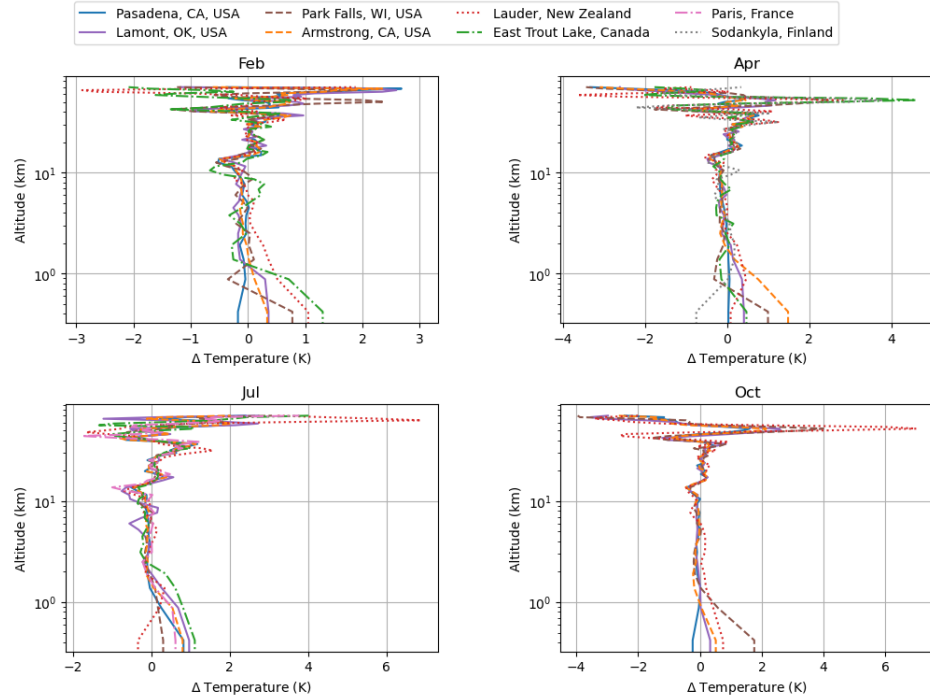 Pasadena, CA, USA Park Falls, WI, USA Lauder, New Zealand Paris, France
Lamont, OK, USA Armstrong, CA, USA East Trout Lake, Canada Sodankyla, Finland
Feb Apr
Altitude (km) Altitude (km)
10¹ 10¹
10⁰ 10⁰
−3 −2 −1 0 1 2 3 −4 −2 0 2 4
Δ Temperature (K) Δ Temperature (K)
Jul Oct
Altitude (km) Altitude (km)
10¹ 10¹
10⁰ 10⁰
−2 0 2 4 6 −4 −2 0 2 4 6
Δ Temperature (K) Δ Temperature (K)